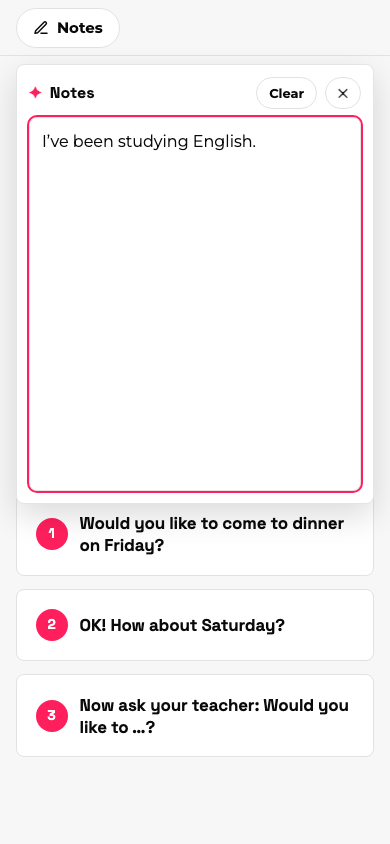 Notes
Notes
Clear
I’ve been studying English.
1
Would you like to come to dinner
on Friday?
2
OK! How about Saturday?
3
Now ask your teacher: Would you
like to ...?